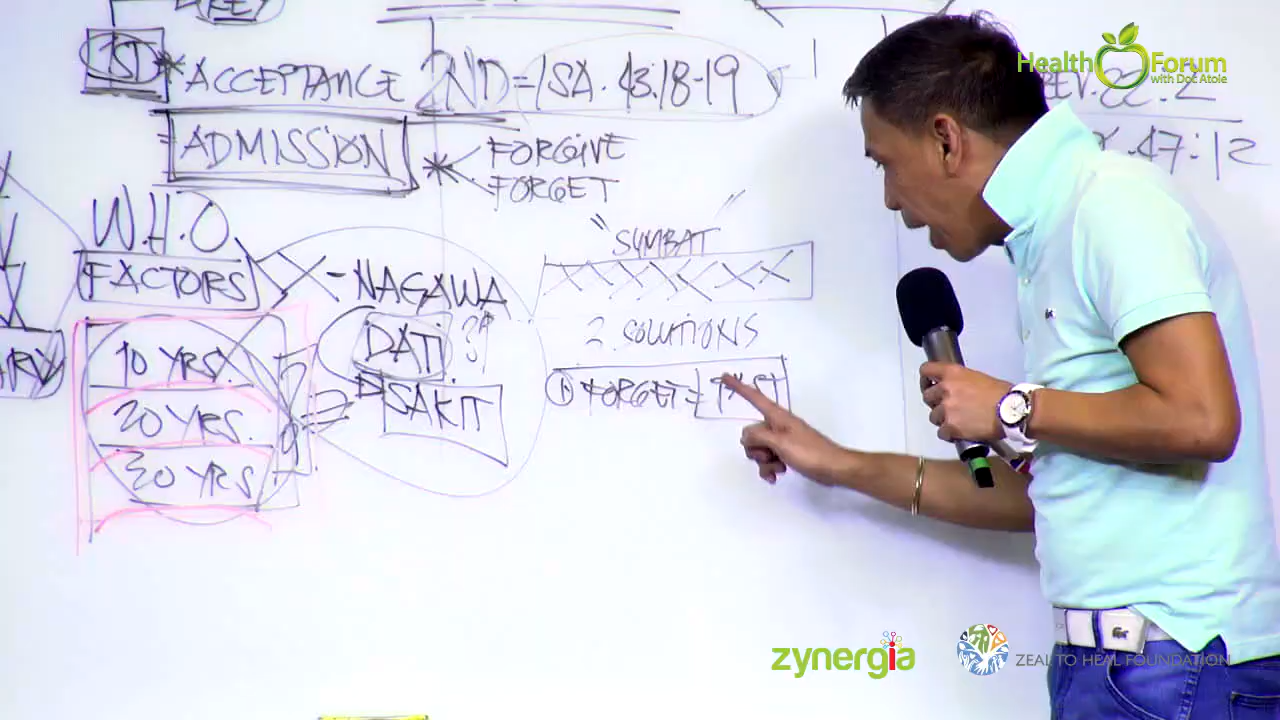 1ST * ACCEPTANCE
2ND = ISA. 43:18-19
ADMISSION
* FORGIVE
FORGET
W.H.O
FACTORS
X - NAGAWA
DATI ??
SAKIT
10 YRS.
20 YRS.
30 YRS
" SUMBAT "
XXXXXXX
2 SOLUTIONS
① FORGET = PAST
47:12
Health Forum
with Doc Atole
zynergia
ZEAL TO HEAL FOUNDATION